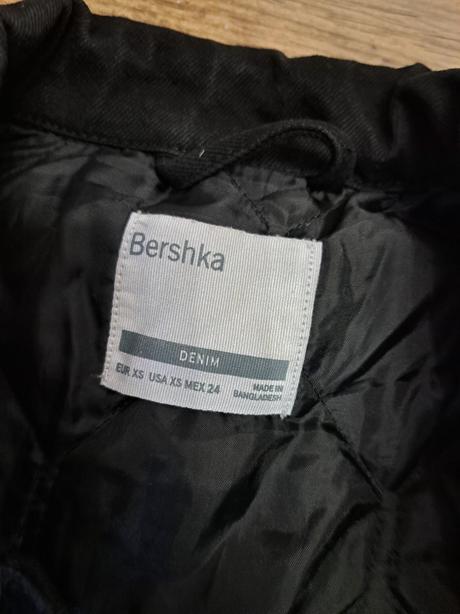 Bershka
DENIM
EUR XS USA XS MEX 24
MADE IN
BANGLADESH